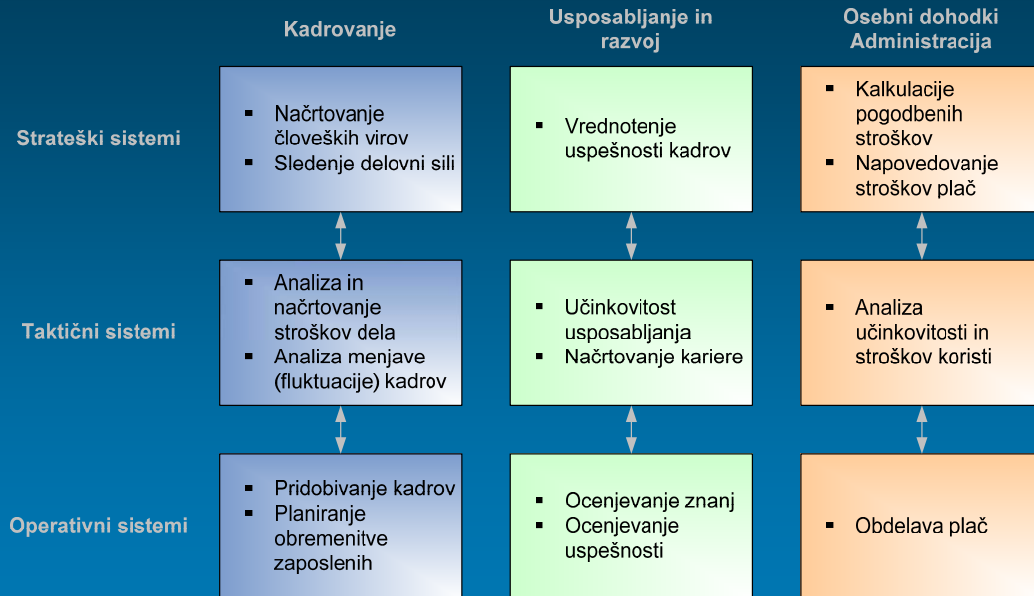 Kadrovanje
Usposabljanje in
razvoj
Osebni dohodki
Administracija
Strateški sistemi
▪ Načrtovanje
človeških virov
▪ Sledenje delovni sili
▪ Vrednotenje
uspešnosti kadrov
▪ Kalkulacije
pogodbenih
stroškov
▪ Napovedovanje
stroškov plač
Taktični sistemi
▪ Analiza in
načrtovanje
stroškov dela
▪ Analiza menjave
(fluktuacije) kadrov
▪ Učinkovitost
usposabljanja
▪ Načrtovanje kariere
▪ Analiza
učinkovitosti in
stroškov koristi
Operativni sistemi
▪ Pridobivanje kadrov
▪ Planiranje
obremenitve
zaposlenih
▪ Ocenjevanje znanj
▪ Ocenjevanje
uspešnosti
▪ Obdelava plač